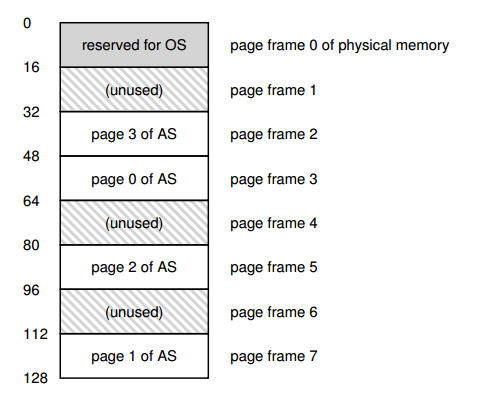 0
reserved for OS page frame 0 of physical memory
16
(unused) page frame 1
32
page 3 of AS page frame 2
48
page 0 of AS page frame 3
64
(unused) page frame 4
80
page 2 of AS page frame 5
96
(unused) page frame 6
112
page 1 of AS page frame 7
128